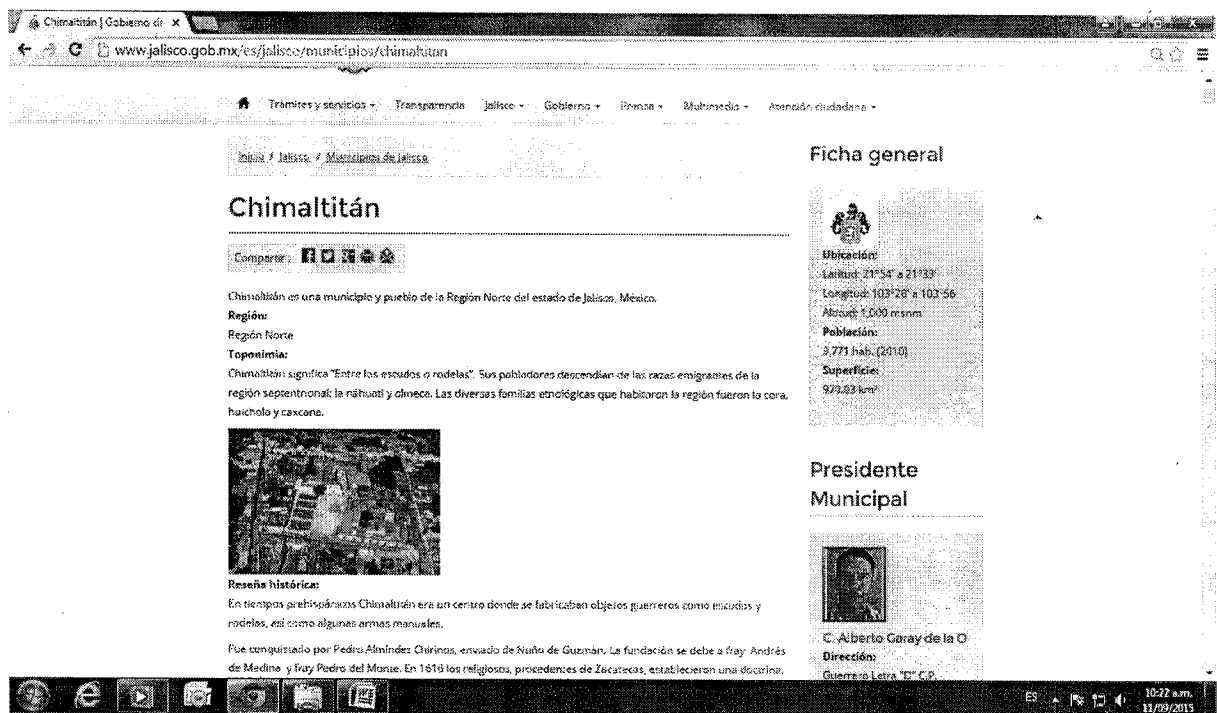 Chimaltitán | Gobierno de
www.jalisco.gob.mx/es/jalisco/municipios/chimaltitan
Trámites y servicios
Transparencia
Jalisco
Gobierno
Prensa
Multimedia
Atención ciudadana
Inicio / Jalisco / Municipios de Jalisco
Chimaltitán
Compartir:
Chimaltitán es una municipio y pueblo de la Región Norte del estado de Jalisco, México.
Región:
Región Norte
Toponimia:
Chimaltitán significa "Entre los escudos o rodelas". Sus pobladores descendían de las razas emigrantes de la
región septentrional: la náhuatl y olmeca. Las diversas familias etnológicas que habitaron la región fueron la cora,
huichola y caxcana.
Reseña histórica:
En tiempos prehispánicos Chimaltitán era un centro donde se fabricaban objetos guerreros como escudos y
rodelas, así como algunas armas manuales.
Fue conquistado por Pedro Almíndez Chirinos, enviado de Nuño de Guzmán. La fundación se debe a fray Andrés
de Medina y fray Pedro del Monte. En 1616 los religiosos, procedentes de Zacatecas, establecieron una doctrina.
Ficha general
Ubicación:
Latitud: 21°54' a 21°33'
Longitud: 103°28' a 103°56
Altitud: 1,000 msnm
Población:
3,771 hab. (2010)
Superficie:
979.03 km²
Presidente
Municipal
C. Alberto Garay de la O
Dirección:
Guerrero Letra "D" C.P.
ES
10:22 a.m.
11/09/2015